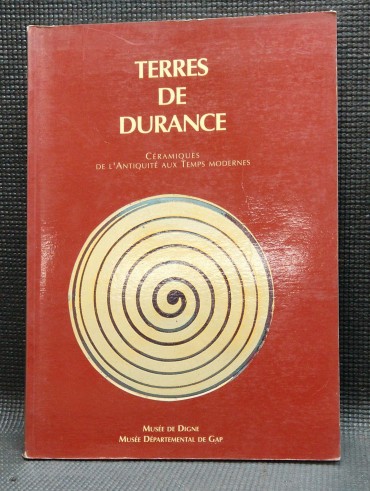 TERRES
DE
DURANCE
CÉRAMIQUES
DE L'ANTIQUITÉ AUX TEMPS MODERNES
MUSÉE DE DIGNE
MUSÉE DÉPARTEMENTAL DE GAP